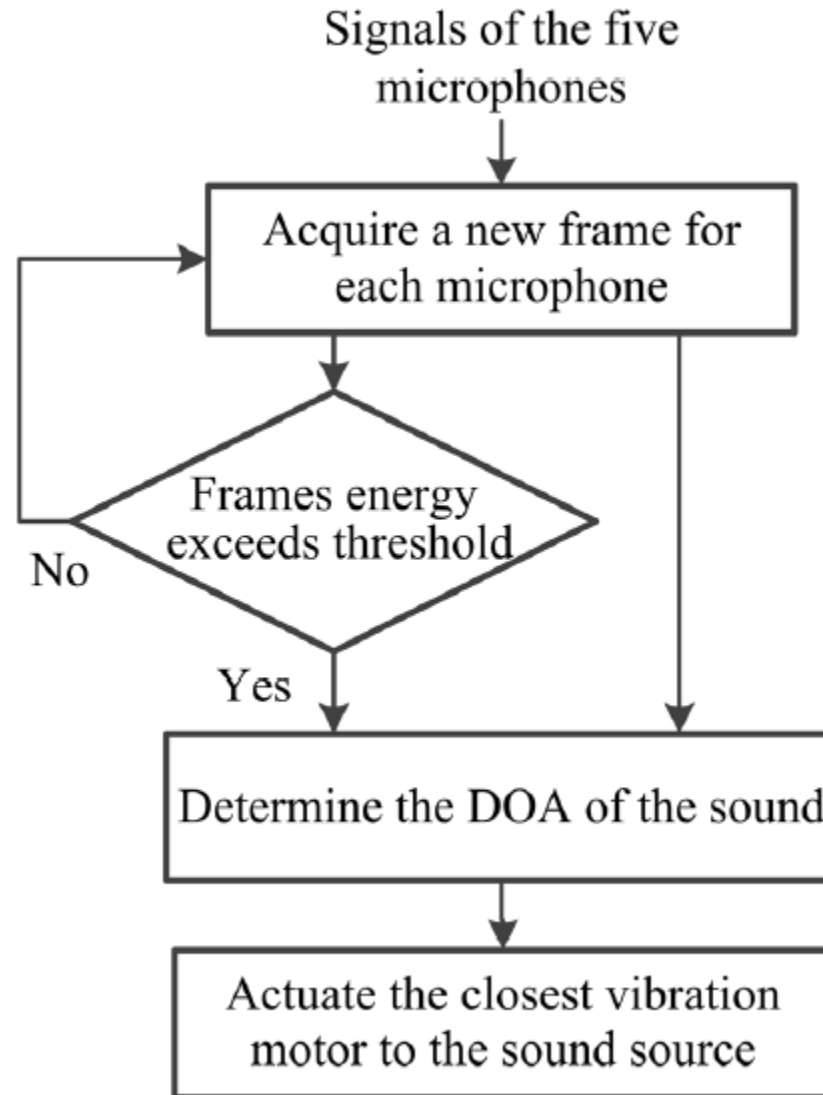 Signals of the five
microphones
Acquire a new frame for
each microphone
Frames energy
exceeds threshold
No
Yes
Determine the DOA of the sound
Actuate the closest vibration
motor to the sound source